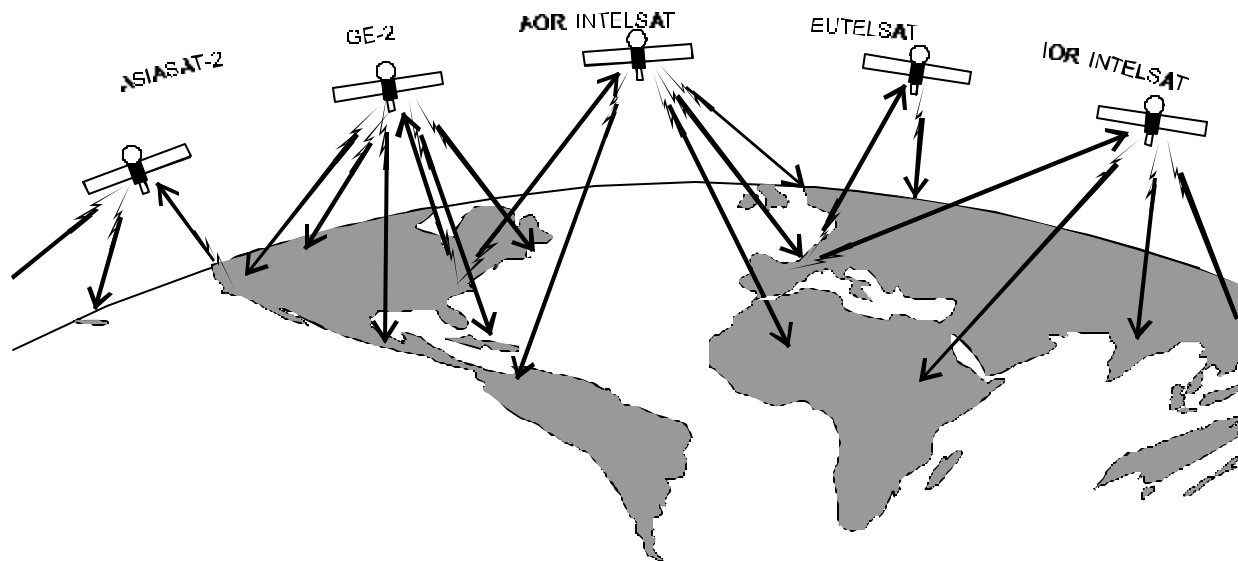 ASIASAT-2
GE-2
AOR INTELSAT
EUTELSAT
IOR INTELSAT